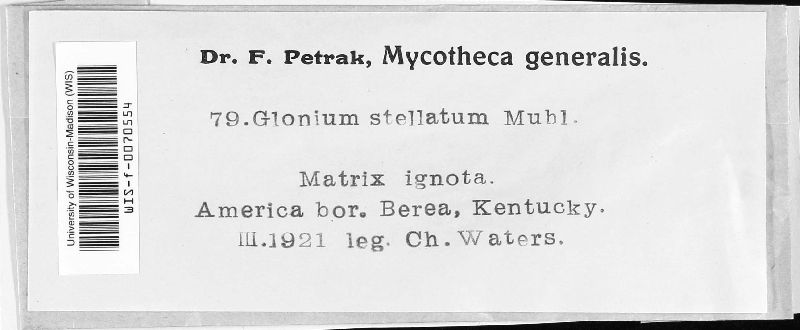 Dr. F. Petrak, Mycotheca generalis.
79. Glonium stellatum Muhl.
Matrix ignota.
America bor. Berea, Kentucky.
III.1921 leg. Ch. Waters.
University of Wisconsin-Madison (WIS)
WIS-f-0070554